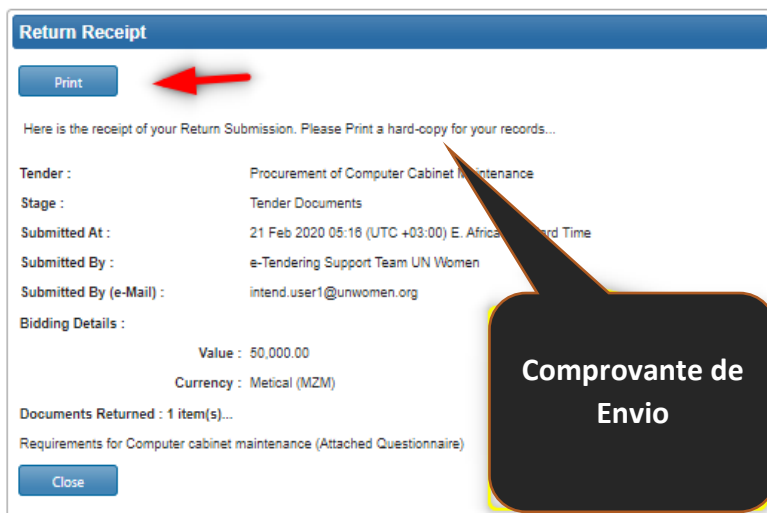 Return Receipt
Print
Here is the receipt of your Return Submission. Please Print a hard-copy for your records...
Tender : Procurement of Computer Cabinet M ntenance
Stage : Tender Documents
Submitted At : 21 Feb 2020 05:16 (UTC +03:00) E. Africa rd Time
Submitted By : e-Tendering Support Team UN Women
Submitted By (e-Mail) : intend.user1@unwomen.org
Bidding Details :
Value : 50,000.00
Currency : Metical (MZM)
Documents Returned : 1 item(s)...
Requirements for Computer cabinet maintenance (Attached Questionnaire)
Close
Comprovante de
Envio